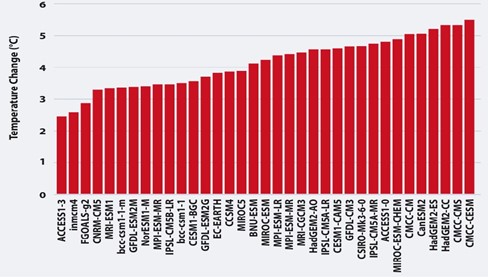 Temperature Change (°C)
6
5
4
3
2
1
0
ACCESS1-3
inmcm4
FGOALS-g2
CNRM-CM5
MRI-ESM1
bcc-csm1-1-m
GFDL-ESM2M
NorESM1-M
MPI-ESM-MR
IPSL-CM5B-LR
bcc-csm1-1
CESM1-BGC
GFDL-ESM2G
EC-EARTH
CCSM4
MIROC5
BNU-ESM
MIROC-ESM
MPI-ESM-LR
MPI-ESM-MR
MRI-CGCM3
HadGEM2-AO
IPSL-CM5A-LR
CESM1-CAM5
GFDL-CM3
CSIRO-Mk3-6-0
IPSL-CM5A-MR
ACCESS1-0
MIROC-ESM-CHEM
CMCC-CM
CanESM2
HadGEM2-ES
HadGEM2-CC
CMCC-CMS
CMCC-CESM